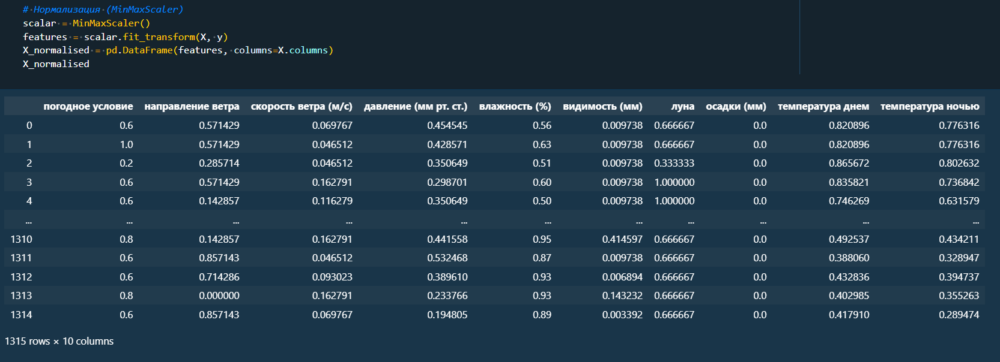 # Нормализация (MinMaxScaler)
scalar = MinMaxScaler()
features = scalar.fit_transform(X, y)
X_normalised = pd.DataFrame(features, columns=X.columns)
X_normalised
погодное условие направление ветра скорость ветра (м/с) давление (мм рт. ст.) влажность (%) видимость (мм) луна осадки (мм) температура днем температура ночью
0 0.6 0.571429 0.069767 0.454545 0.56 0.009738 0.666667 0.0 0.820896 0.776316
1 1.0 0.571429 0.046512 0.428571 0.63 0.009738 0.666667 0.0 0.820896 0.776316
2 0.2 0.285714 0.046512 0.350649 0.51 0.009738 0.333333 0.0 0.865672 0.802632
3 0.6 0.571429 0.162791 0.298701 0.60 0.009738 1.000000 0.0 0.835821 0.736842
4 0.6 0.142857 0.116279 0.350649 0.50 0.009738 1.000000 0.0 0.746269 0.631579
... ... ... ... ... ... ... ... ... ... ...
1310 0.8 0.142857 0.162791 0.441558 0.95 0.414597 0.666667 0.0 0.492537 0.434211
1311 0.6 0.857143 0.046512 0.532468 0.87 0.009738 0.666667 0.0 0.388060 0.328947
1312 0.6 0.714286 0.093023 0.389610 0.93 0.006894 0.666667 0.0 0.432836 0.394737
1313 0.8 0.000000 0.162791 0.233766 0.93 0.143232 0.666667 0.0 0.402985 0.355263
1314 0.6 0.857143 0.069767 0.194805 0.89 0.003392 0.666667 0.0 0.417910 0.289474
1315 rows × 10 columns